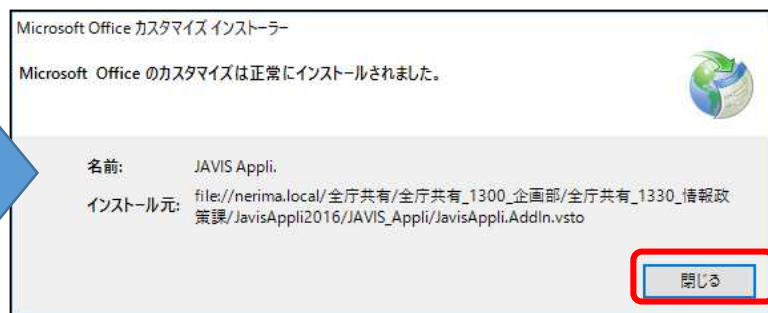 Microsoft Office カスタマイズ インストーラー
Microsoft Office のカスタマイズは正常にインストールされました。
名前: JAVIS Appli.
インストール元: file://nerima.local/全庁共有/全庁共有_1300_企画部/全庁共有_1330_情報政
策課/JavisAppli2016/JAVIS_Appli/JavisAppli.AddIn.vsto
閉じる